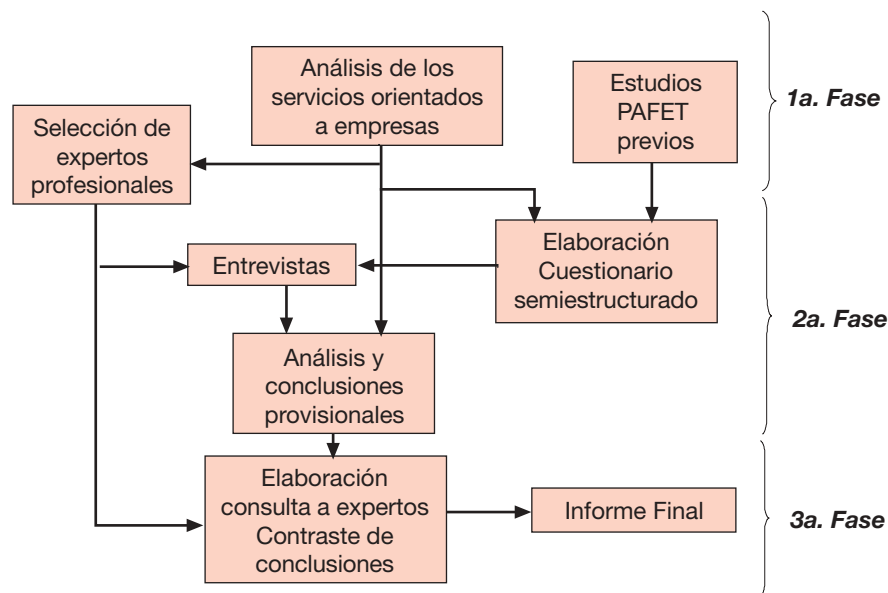 Análisis de los
servicios orientados
a empresas
Estudios
PAFET
previos
1a. Fase
Selección de
expertos
profesionales
Elaboración
Cuestionario
semiestructurado
Entrevistas
2a. Fase
Análisis y
conclusiones
provisionales
Elaboración
consulta a expertos
Contraste de
conclusiones
Informe Final
3a. Fase